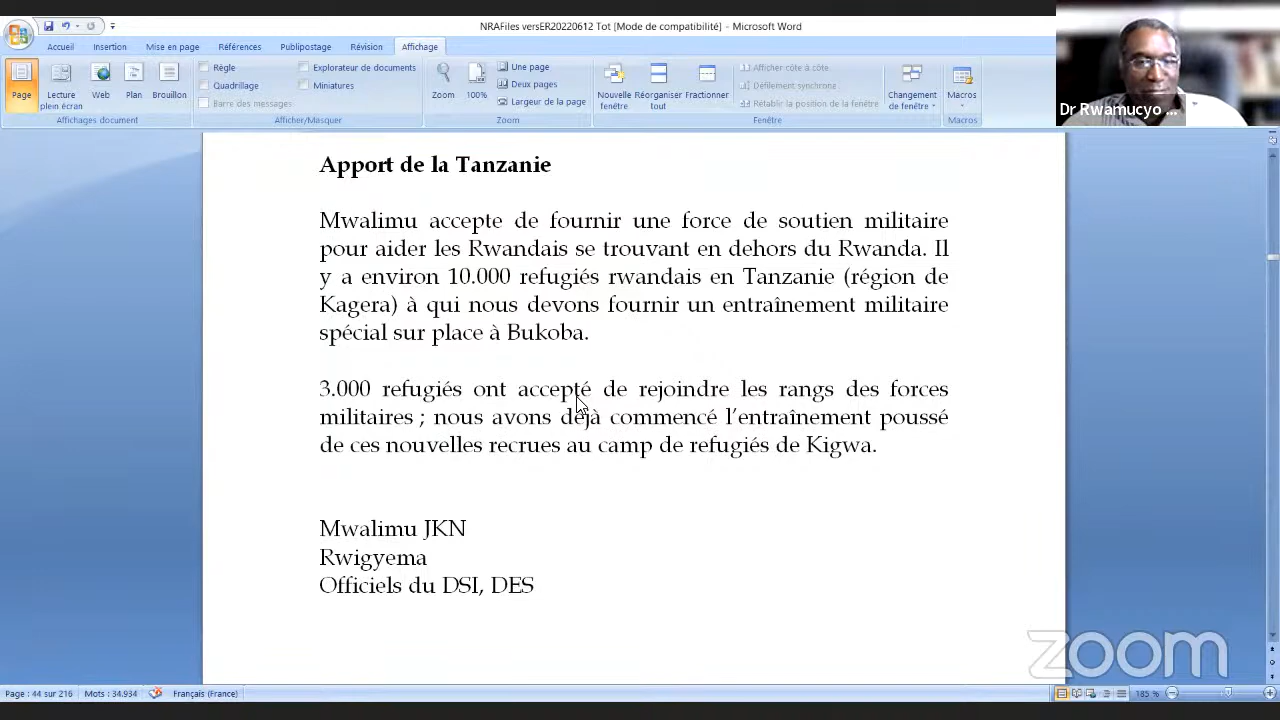 NRAFiles versER20220612 Tot [Mode de compatibilité] - Microsoft Word
Accueil Insertion Mise en page Références Publipostage Révision Affichage
Page
Lecture plein écran
Web
Plan
Brouillon
Affichages document
Règle
Quadrillage
Barre des messages
Explorateur de documents
Miniatures
Afficher/Masquer
Zoom
100%
Une page
Deux pages
Largeur de la page
Zoom
Nouvelle fenêtre
Réorganiser tout
Fractionner
Afficher côte à côte
Défilement synchrone
Rétablir la position de la fenêtre
Fenêtre
Changement de fenêtre
Macros
Macros
Dr Rwamucyo ...
Apport de la Tanzanie
Mwalimu accepte de fournir une force de soutien militaire
pour aider les Rwandais se trouvant en dehors du Rwanda. Il
y a environ 10.000 refugiés rwandais en Tanzanie (région de
Kagera) à qui nous devons fournir un entraînement militaire
spécial sur place à Bukoba.
3.000 refugiés ont accepté de rejoindre les rangs des forces
militaires ; nous avons déjà commencé l’entraînement poussé
de ces nouvelles recrues au camp de refugiés de Kigwa.
Mwalimu JKN
Rwigyema
Officiels du DSI, DES
zoom
Page : 44 sur 216 Mots : 34.934 Français (France) 185 %